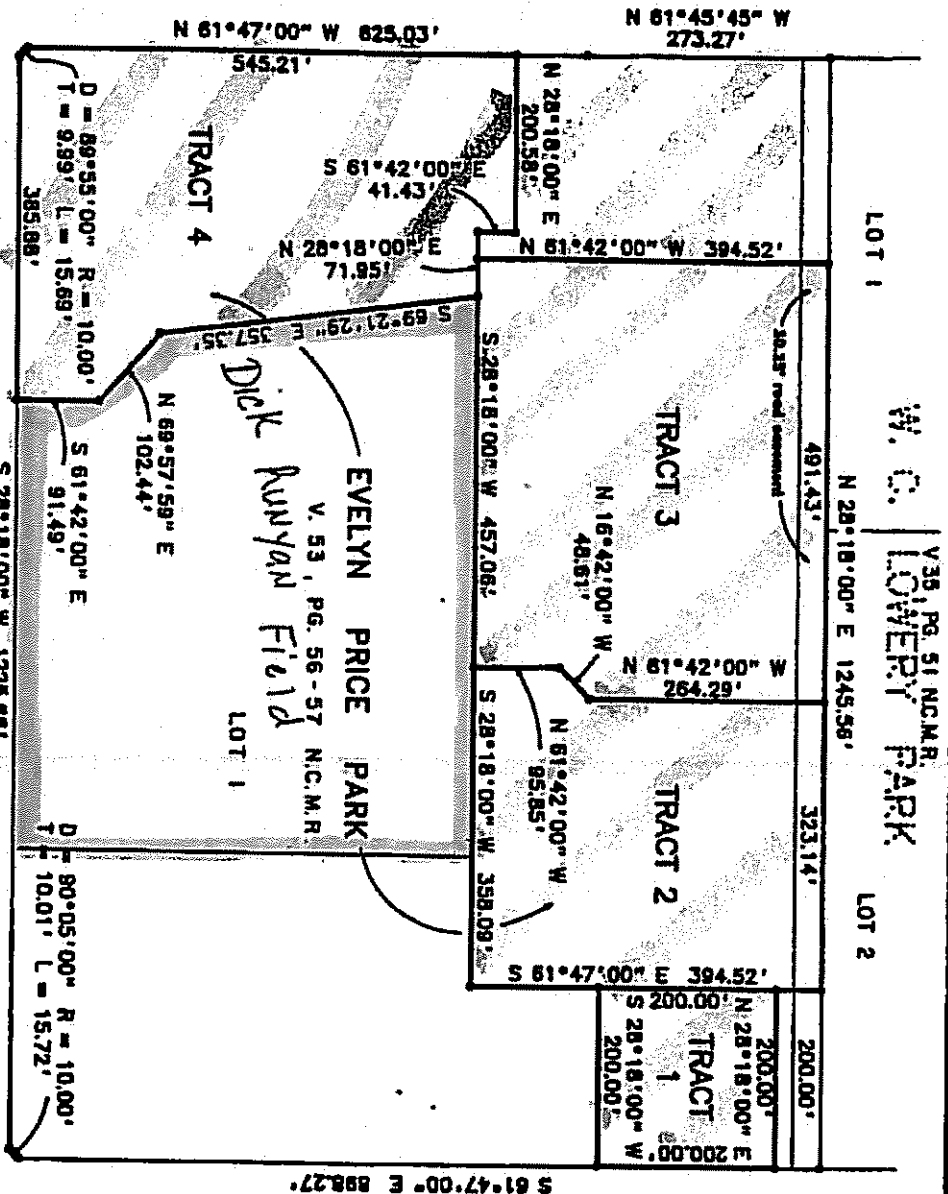 N 61°47'00" W 825.03'
545.21'
N 61°45'45" W
273.27'
N 28°18'00" E
200.58'
S 61°42'00" E
41.43'
N 28°18'00" E
71.95'
N 61°42'00" W 394.52'
TRACT 4
D = 89°55'00" R = 10.00'
T = 9.99' L = 15.69'
385.88'
S 69°21'29" E 357.35'
N 69°57'59" E
102.44'
S 61°42'00" E
91.49'
LOT 1
W. C. LOWERY PARK
V35, PG. 51 N.C.M.R.
N 28°18'00" E 1245.56'
491.43'
road easement
323.14'
200.00'
LOT 2
TRACT 3
S 28°18'00" W 457.06'
N 16°42'00" W
48.61'
N 61°42'00" W
264.29'
N 61°42'00" W
95.85'
TRACT 2
S 28°18'00" W 358.09'
S 61°47'00" E 394.52'
200.00'
N 28°18'00" E
200.00'
TRACT
1
S 28°18'00" W
200.00'
200.00'
EVELYN PRICE PARK
V. 53, PG. 56-57 N.C.M.R.
Dick Runyan Field
LOT 1
D = 90°05'00" R = 10.00'
T = 10.01' L = 15.72'
S 61°47'00" E 898.27'
S 28°18'00" W